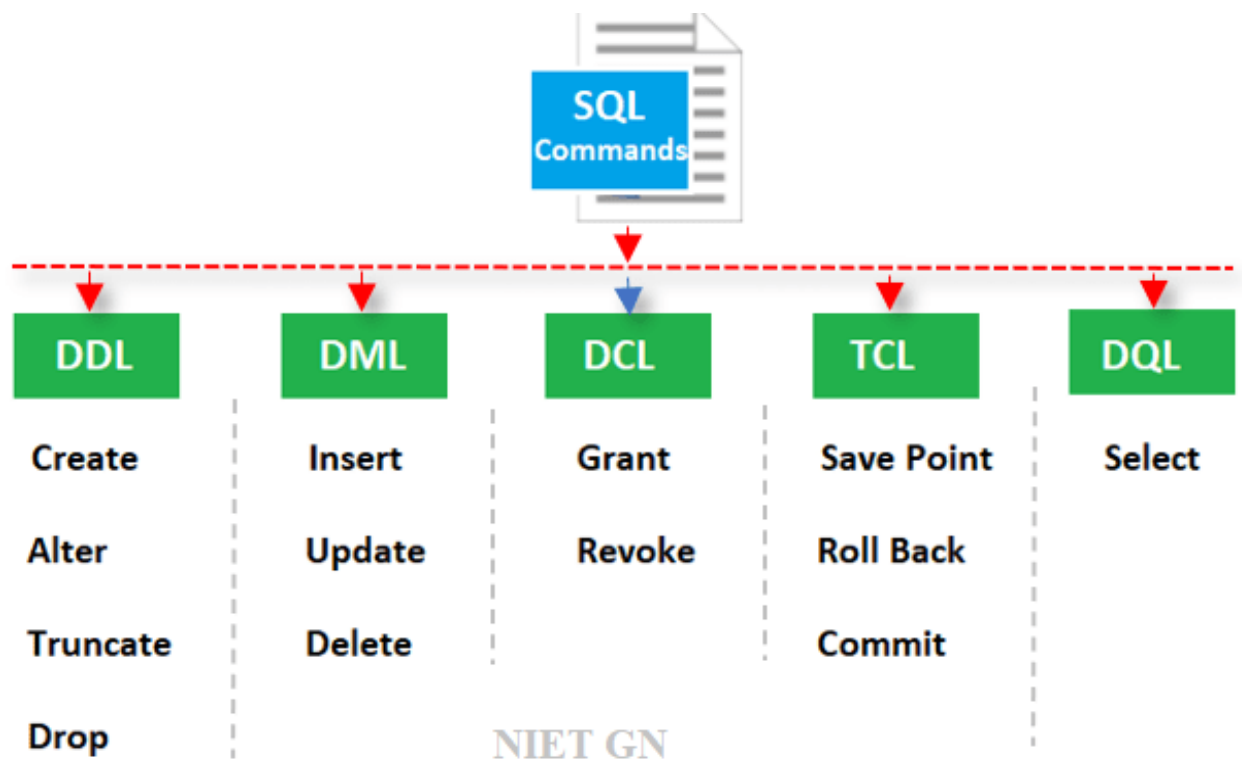 SQL
Commands
DDL
DML
DCL
TCL
DQL
Create
Insert
Grant
Save Point
Select
Alter
Update
Revoke
Roll Back
Truncate
Delete
Commit
Drop
NIET GN